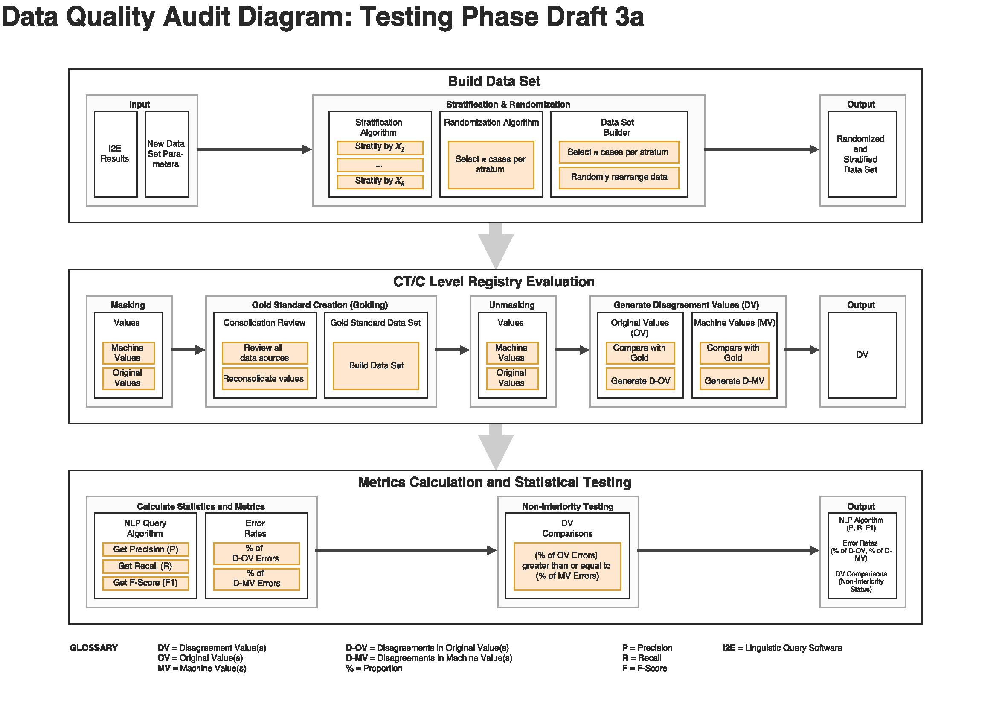 Data Quality Audit Diagram: Testing Phase Draft 3a
Build Data Set
Input
I2E
Results
New Data
Set Para-
meters
Stratification & Randomization
Stratification
Algorithm
Stratify by X1
...
Stratify by Xk
Randomization Algorithm
Select n cases per
stratum
Data Set
Builder
Select n cases per stratum
Randomly rearrange data
Output
Randomized
and
Stratified
Data Set
CT/C Level Registry Evaluation
Masking
Values
Machine
Values
Original
Values
Gold Standard Creation (Golding)
Consolidation Review
Review all
data sources
Reconsolidate values
Gold Standard Data Set
Build Data Set
Unmasking
Values
Machine
Values
Original
Values
Generate Disagreement Values (DV)
Original Values
(OV)
Compare with
Gold
Generate D-OV
Machine Values (MV)
Compare with
Gold
Generate D-MV
Output
DV
Metrics Calculation and Statistical Testing
Calculate Statistics and Metrics
NLP Query
Algorithm
Get Precision (P)
Get Recall (R)
Get F-Score (F1)
Error
Rates
% of
D-OV Errors
% of
D-MV Errors
Non-Inferiority Testing
DV
Comparisons
(% of OV Errors)
greater than or equal to
(% of MV Errors)
Output
NLP Algorithm
(P, R, F1)
Error Rates
(% of D-OV, % of D-
MV)
DV Comparisons
(Non-Inferiority
Status)
GLOSSARY
DV = Disagreement Value(s)
OV = Original Value(s)
MV = Machine Value(s)
D-OV = Disagreements in Original Value(s)
D-MV = Disagreements in Machine Value(s)
% = Proportion
P = Precision
R = Recall
F = F-Score
I2E = Linguistic Query Software